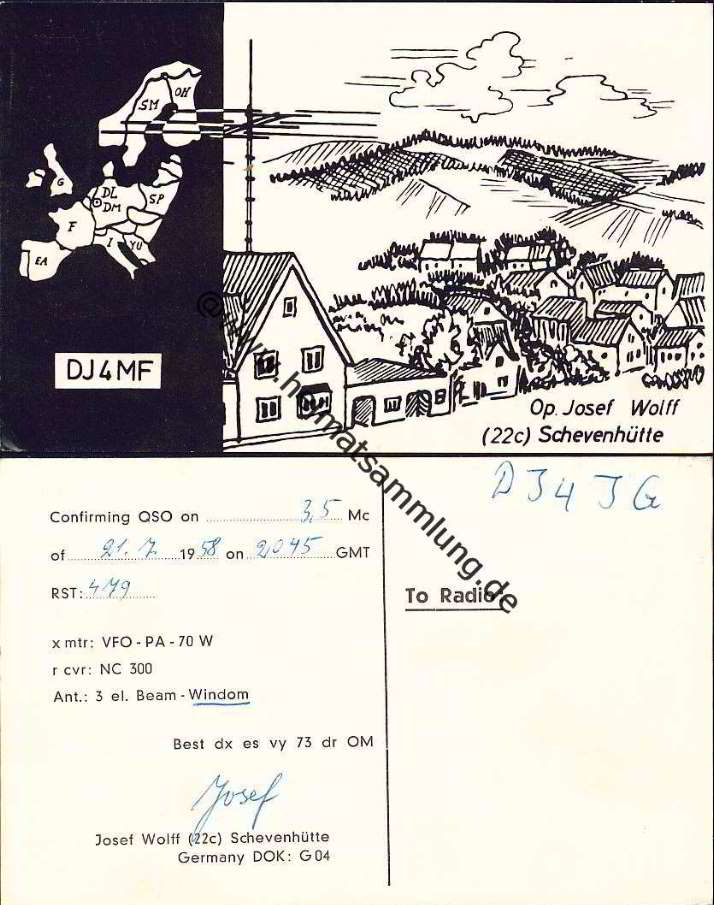 SM
OH
G
DL
DM
SP
F
I
YU
EA
DJ4MF
Op. Josef Wolff
(22c) Schevenhütte
@www.heimatsammlung.de
DJ4JG
Confirming QSO on 3,5 Mc
of 21. 7. 1958 on 2045 GMT
RST: 479
To Radio:
xmtr: VFO - PA - 70 W
r cvr: NC 300
Ant.: 3 el. Beam - Windom
Best dx es vy 73 dr OM
Josef
Josef Wolff (22c) Schevenhütte
Germany DOK: G04